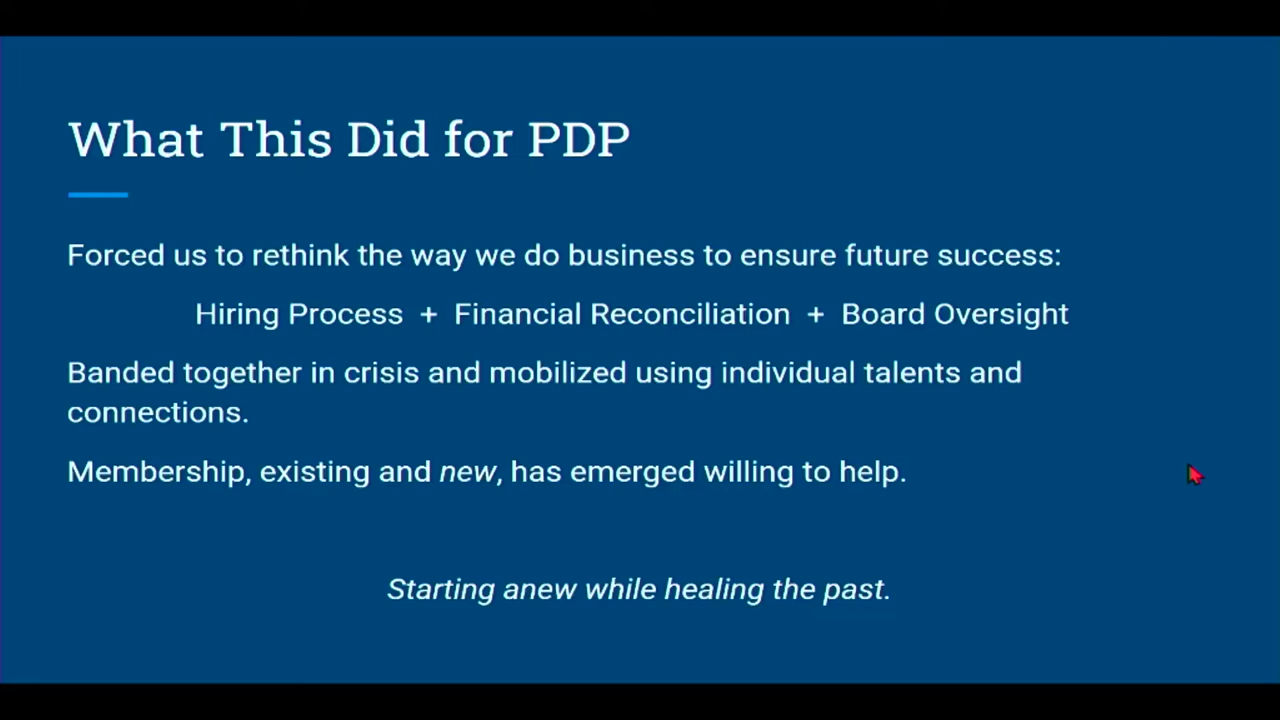 What This Did for PDP
Forced us to rethink the way we do business to ensure future success:
Hiring Process + Financial Reconciliation + Board Oversight
Banded together in crisis and mobilized using individual talents and
connections.
Membership, existing and new, has emerged willing to help.
Starting anew while healing the past.